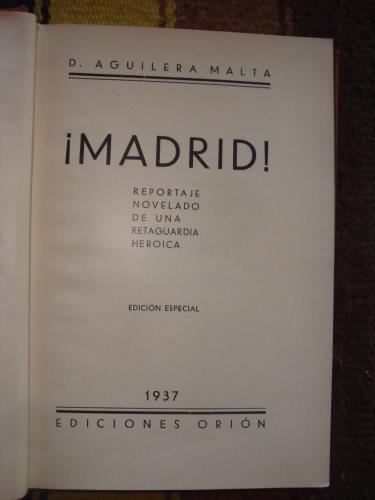 D. AGUILERA MALTA
¡MADRID!
REPORTAJE
NOVELADO
DE UNA
RETAGUARDIA
HEROICA
EDICIÓN ESPECIAL
1937
EDICIONES ORIÓN